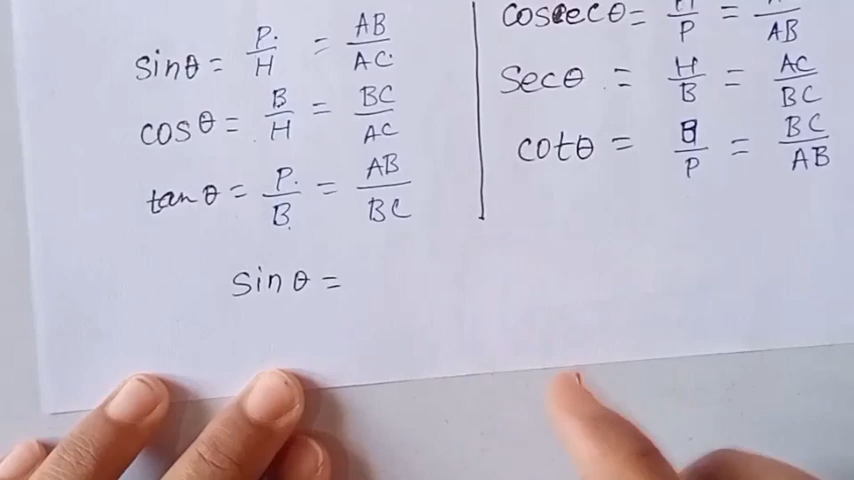 sinθ = P/H = AB/AC
cosθ = B/H = BC/AC
tanθ = P/B = AB/BC
sinθ =
cosecθ = H/P = /AB
secθ = H/B = AC/BC
cotθ = B/P = BC/AB